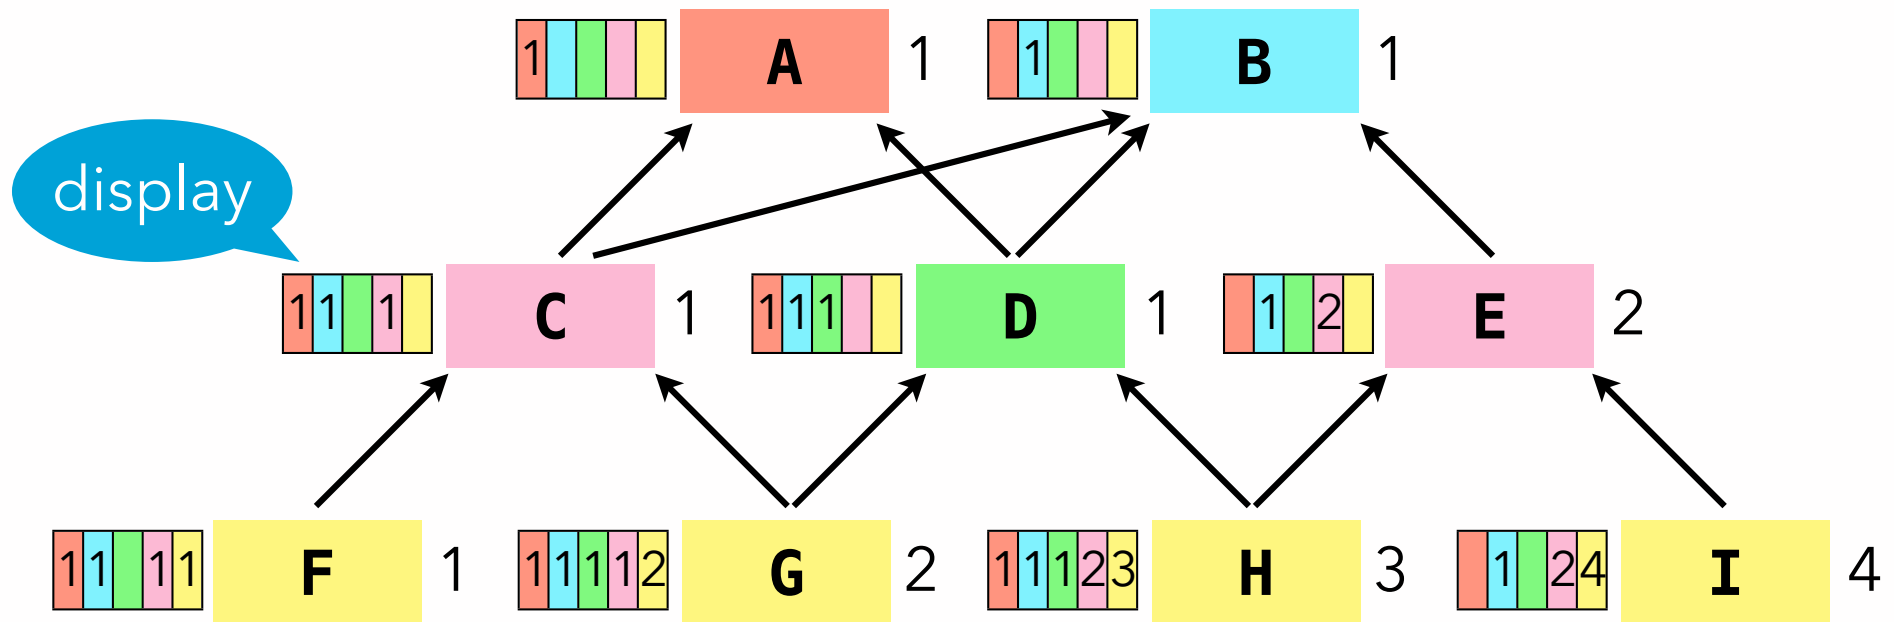 1 A 1
1 B 1
display
1 1 1 C 1
1 1 1 D 1
1 2 E 2
1 1 1 1 F 1
1 1 1 1 2 G 2
1 1 1 2 3 H 3
1 2 4 I 4